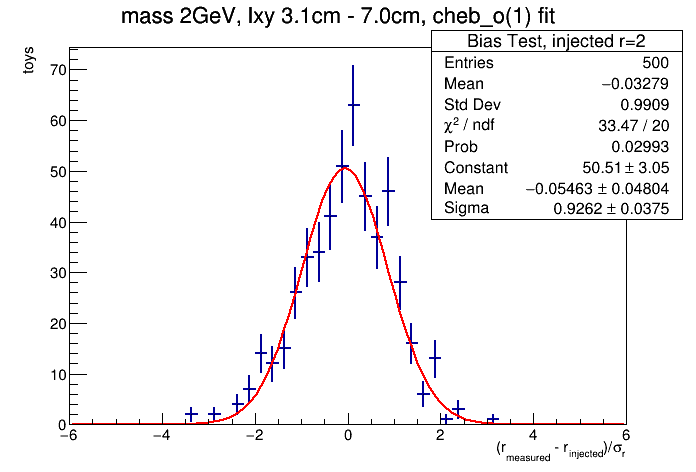 mass 2GeV, lxy 3.1cm - 7.0cm, cheb_o(1) fit
Bias Test, injected r=2
Entries 500
Mean −0.03279
Std Dev 0.9909
χ² / ndf 33.47 / 20
Prob 0.02993
Constant 50.51 ± 3.05
Mean −0.05463 ± 0.04804
Sigma 0.9262 ± 0.0375
toys
70
60
50
40
30
20
10
0
−6 −4 −2 0 2 4 6
(r_measured - r_injected)/σ_r